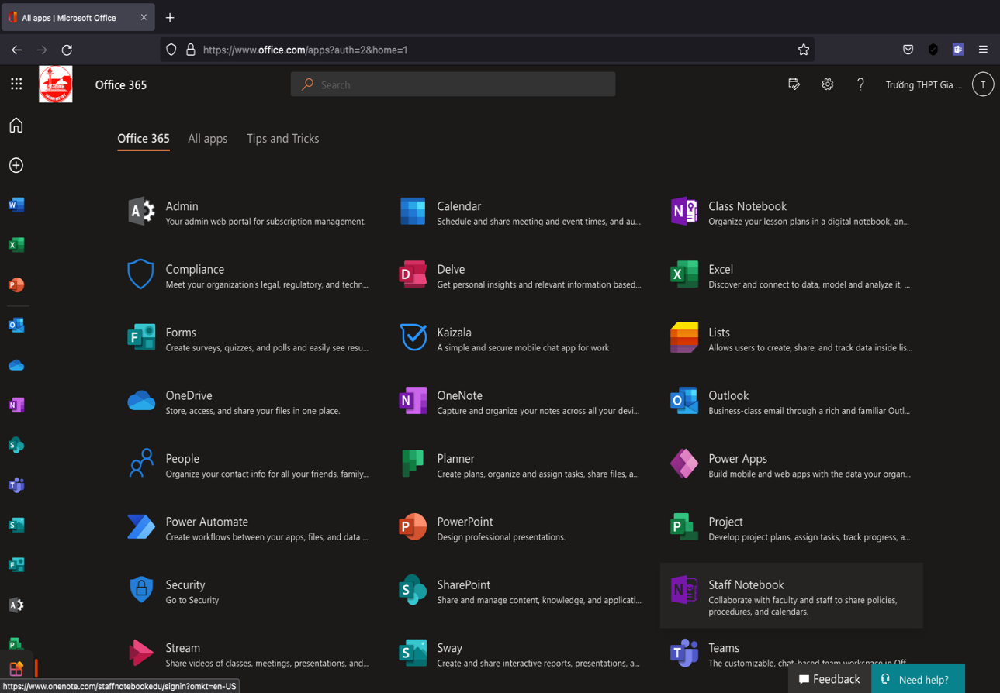 All apps | Microsoft Office
https://www.office.com/apps?auth=2&home=1
Office 365
Search
Trường THPT Gia ...
T
Office 365
All apps
Tips and Tricks
Admin
Your admin web portal for subscription management.
Calendar
Schedule and share meeting and event times, and au...
Class Notebook
Organize your lesson plans in a digital notebook, an...
Compliance
Meet your organization's legal, regulatory, and techn...
Delve
Get personal insights and relevant information based...
Excel
Discover and connect to data, model and analyze it, ...
Forms
Create surveys, quizzes, and polls and easily see resu...
Kaizala
A simple and secure mobile chat app for work
Lists
Allows users to create, share, and track data inside lis...
OneDrive
Store, access, and share your files in one place.
OneNote
Capture and organize your notes across all your devi...
Outlook
Business-class email through a rich and familiar Outl...
People
Organize your contact info for all your friends, family...
Planner
Create plans, organize and assign tasks, share files, a...
Power Apps
Build mobile and web apps with the data your organ...
Power Automate
Create workflows between your apps, files, and data ...
PowerPoint
Design professional presentations.
Project
Develop project plans, assign tasks, track progress, a...
Security
Go to Security
SharePoint
Share and manage content, knowledge, and applicati...
Staff Notebook
Collaborate with faculty and staff to share policies,
procedures, and calendars.
Stream
Share videos of classes, meetings, presentations, and...
Sway
Create and share interactive reports, presentations, a...
Teams
The customizable, chat-based team workspace in Off...
Feedback
Need help?
https://www.onenote.com/staffnotebookedu/signin?omkt=en-US